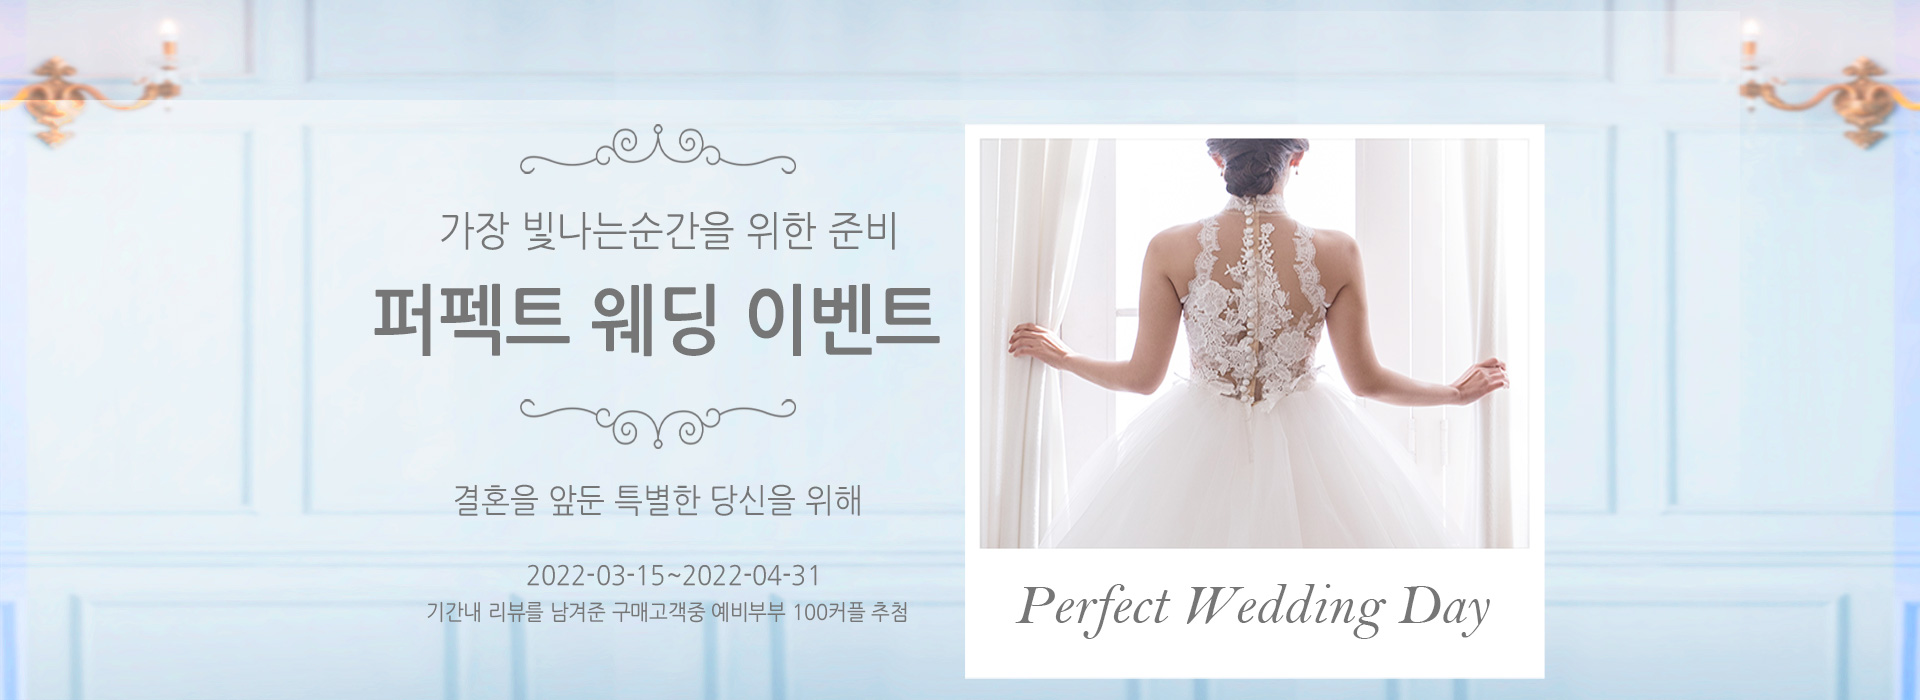 가장 빛나는순간을 위한 준비
퍼펙트 웨딩 이벤트
결혼을 앞둔 특별한 당신을 위해
2022-03-15~2022-04-31
기간내 리뷰를 남겨준 구매고객중 예비부부 100커플 추첨
Perfect Wedding Day